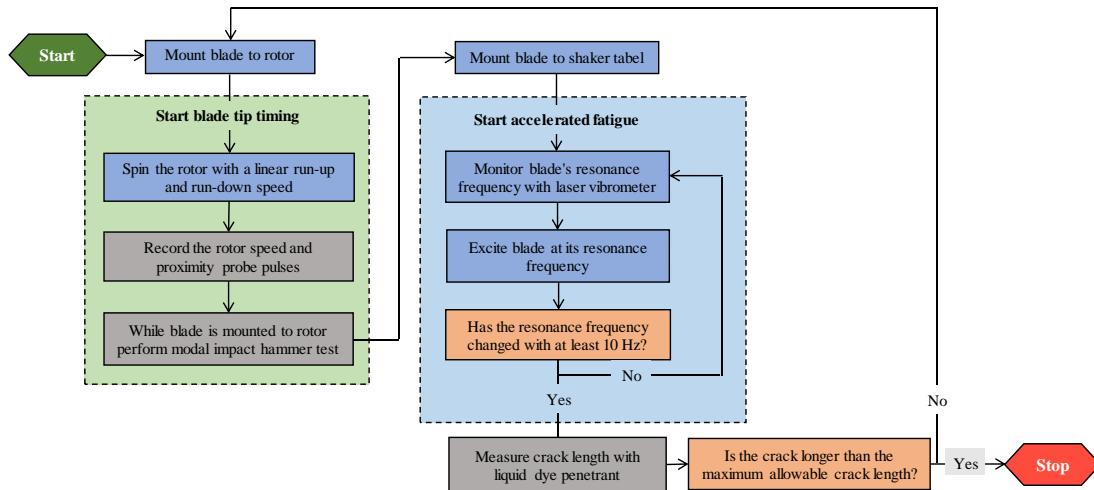 Start
Mount blade to rotor
Start blade tip timing
Spin the rotor with a linear run-up
and run-down speed
Record the rotor speed and
proximity probe pulses
While blade is mounted to rotor
perform modal impact hammer test
Mount blade to shaker tabel
Start accelerated fatigue
Monitor blade's resonance
frequency with laser vibrometer
Excite blade at its resonance
frequency
Has the resonance frequency
changed with at least 10 Hz?
No
Yes
Measure crack length with
liquid dye penetrant
Is the crack longer than the
maximum allowable crack length?
No
Yes
Stop